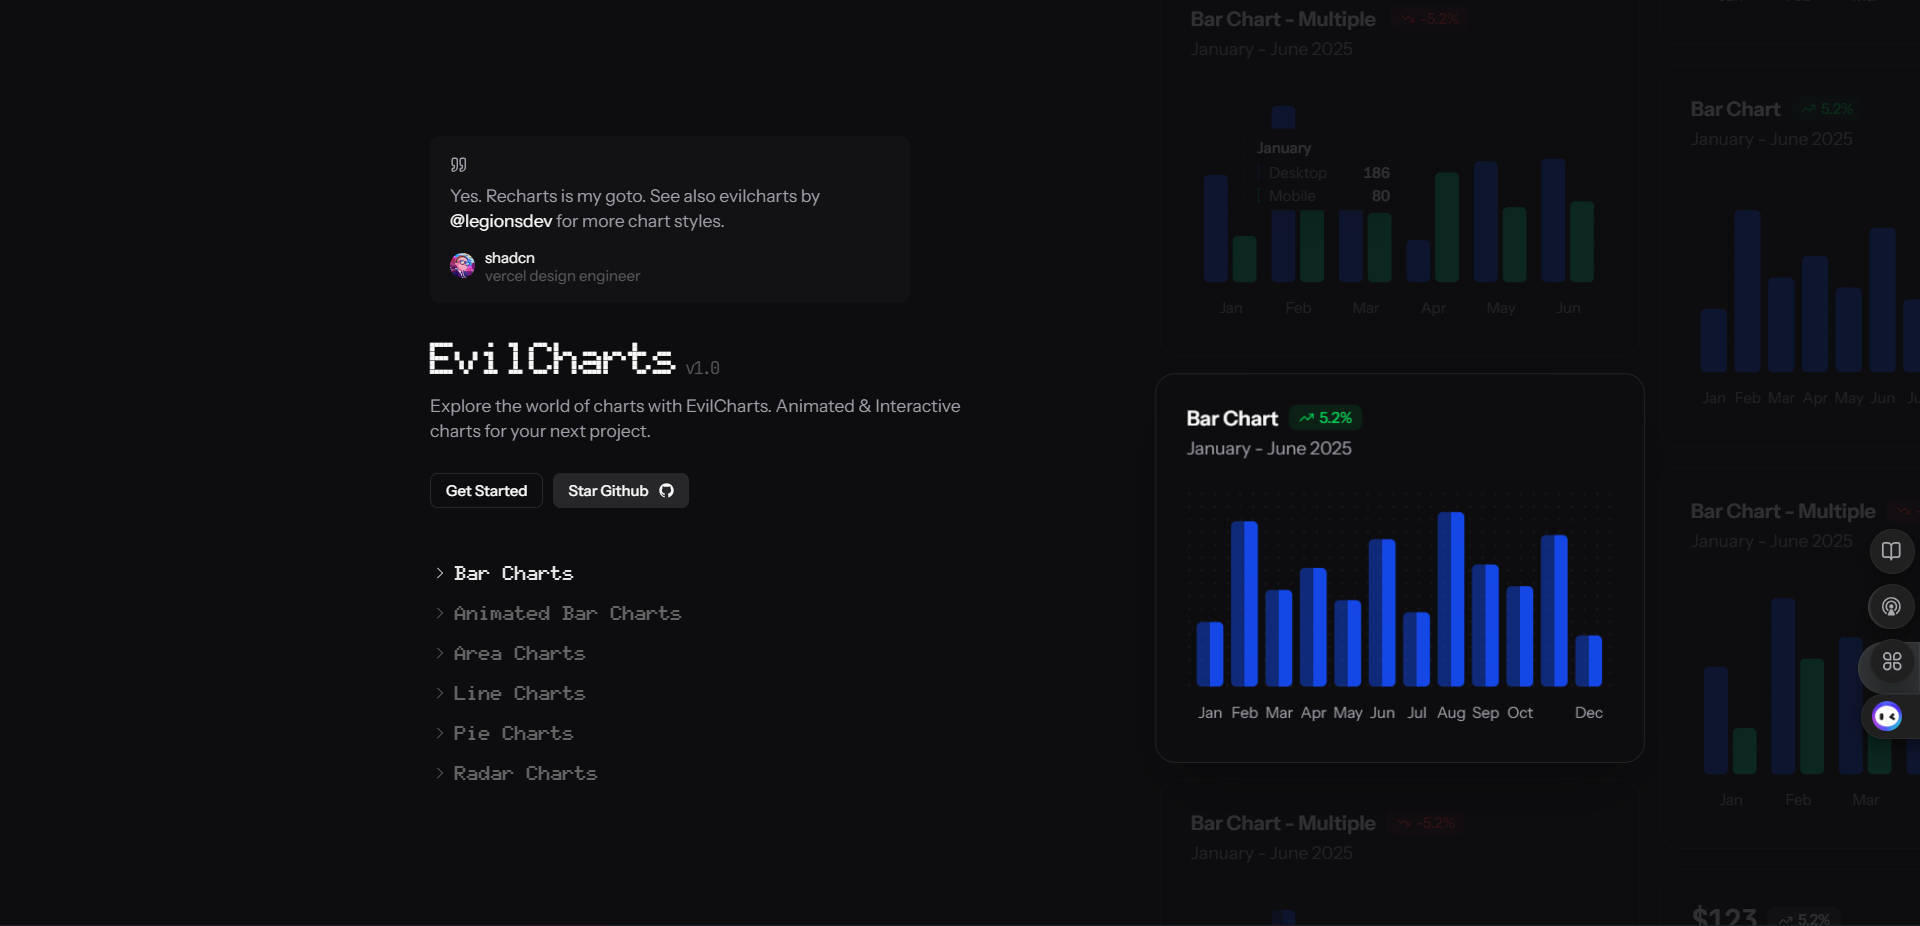 Yes. Recharts is my goto. See also evilcharts by
@legionsdev for more chart styles.
shadcn
vercel design engineer
EvilCharts v1.0
Explore the world of charts with EvilCharts. Animated & Interactive
charts for your next project.
Get Started
Star Github
Bar Charts
Animated Bar Charts
Area Charts
Line Charts
Pie Charts
Radar Charts
Bar Chart - Multiple -5.2%
January - June 2025
January
Desktop 186
Mobile 80
Jan Feb Mar Apr May Jun
Bar Chart 5.2%
January - June 2025
Jan Feb Mar Apr May Jun Jul Aug Sep Oct Dec
Bar Chart - Multiple -5.2%
January - June 2025
Bar Chart 5.2%
January - June 2025
Jan Feb Mar Apr May Jun
Bar Chart - Multiple
January - June 2025
Jan Feb Mar
$123 5.2%